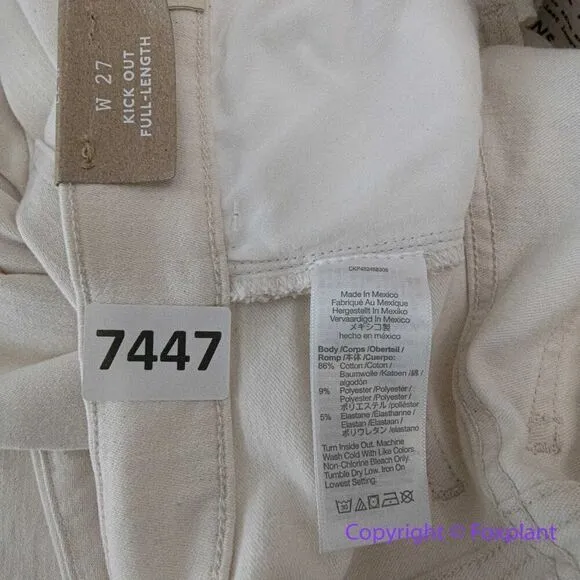 W 27
KICK OUT
FULL-LENGTH
7447
Made In Mexico
Fabriqué Au Mexique
Hergestellt In Mexiko
Vervaardigd In Mexico
メキシコ製
hecho en méxico
Body /Corps /Oberteil /
Romp /本体 / Cuerpo:
86% Cotton /Coton /
Baumwolle /Katoen /綿 /
algodón
9% Polyester /Polyester /
Polyester /Polyester /
ポリエステル /poliéster
5% Elastane /Elasthanne /
Elastan /Elastaan /
ポリウレタン /elastano
Turn Inside Out. Machine
Wash Cold With Like Colors.
Non-Chlorine Bleach Only.
Tumble Dry Low. Iron On
Lowest Setting.
30
Copyright © Foxplant